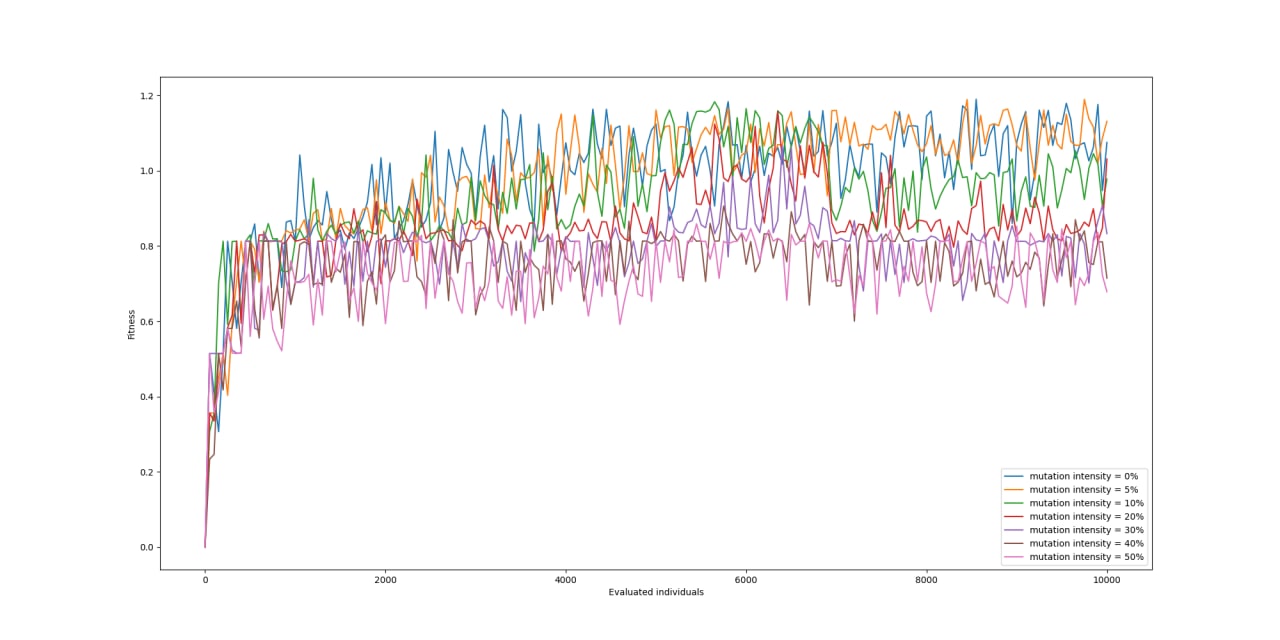 1.2
1.0
0.8
0.6
0.4
0.2
0.0
Fitness
0
2000
4000
6000
8000
10000
Evaluated individuals
mutation intensity = 0%
mutation intensity = 5%
mutation intensity = 10%
mutation intensity = 20%
mutation intensity = 30%
mutation intensity = 40%
mutation intensity = 50%